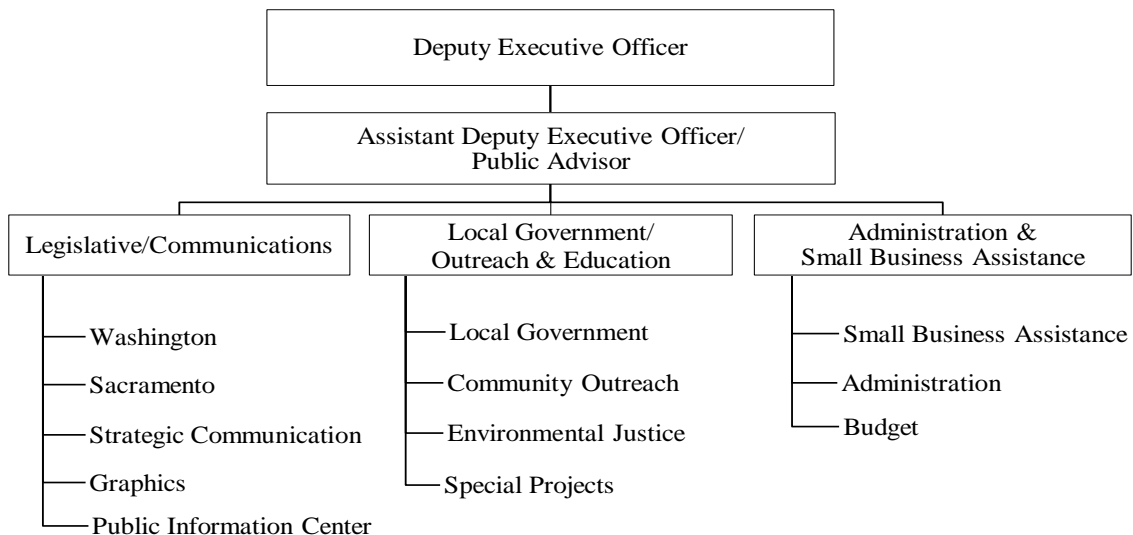 Deputy Executive Officer
Assistant Deputy Executive Officer/
Public Advisor
Legislative/Communications
Washington
Sacramento
Strategic Communication
Graphics
Public Information Center
Local Government/
Outreach & Education
Local Government
Community Outreach
Environmental Justice
Special Projects
Administration &
Small Business Assistance
Small Business Assistance
Administration
Budget